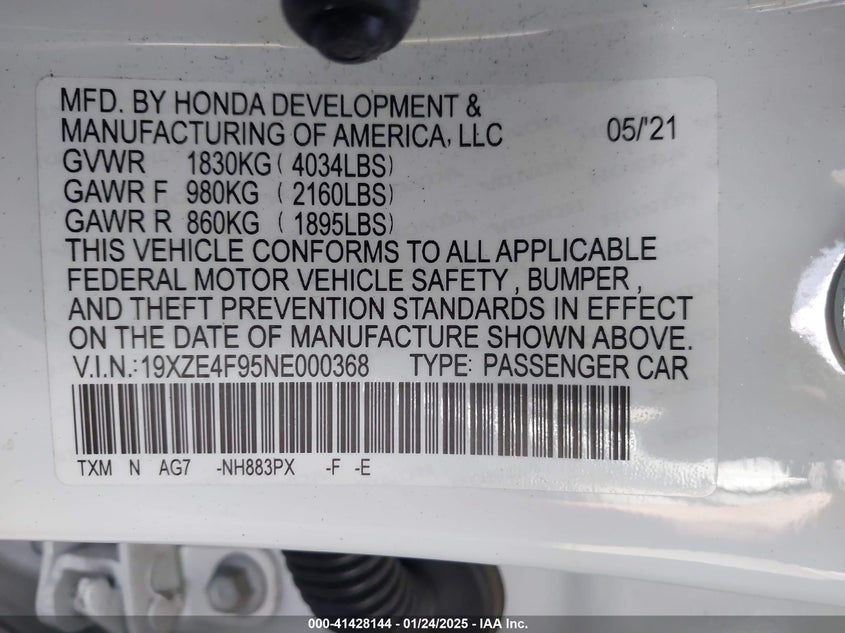 MFD. BY HONDA DEVELOPMENT &
MANUFACTURING OF AMERICA, LLC 05/'21
GVWR 1830KG ( 4034LBS)
GAWR F 980KG ( 2160LBS)
GAWR R 860KG ( 1895LBS)
THIS VEHICLE CONFORMS TO ALL APPLICABLE
FEDERAL MOTOR VEHICLE SAFETY , BUMPER ,
AND THEFT PREVENTION STANDARDS IN EFFECT
ON THE DATE OF MANUFACTURE SHOWN ABOVE.
V.I.N.:19XZE4F95NE000368 TYPE: PASSENGER CAR
TXM N AG7 -NH883PX -F -E
000-41428144 — 01/24/2025 — IAA Inc.